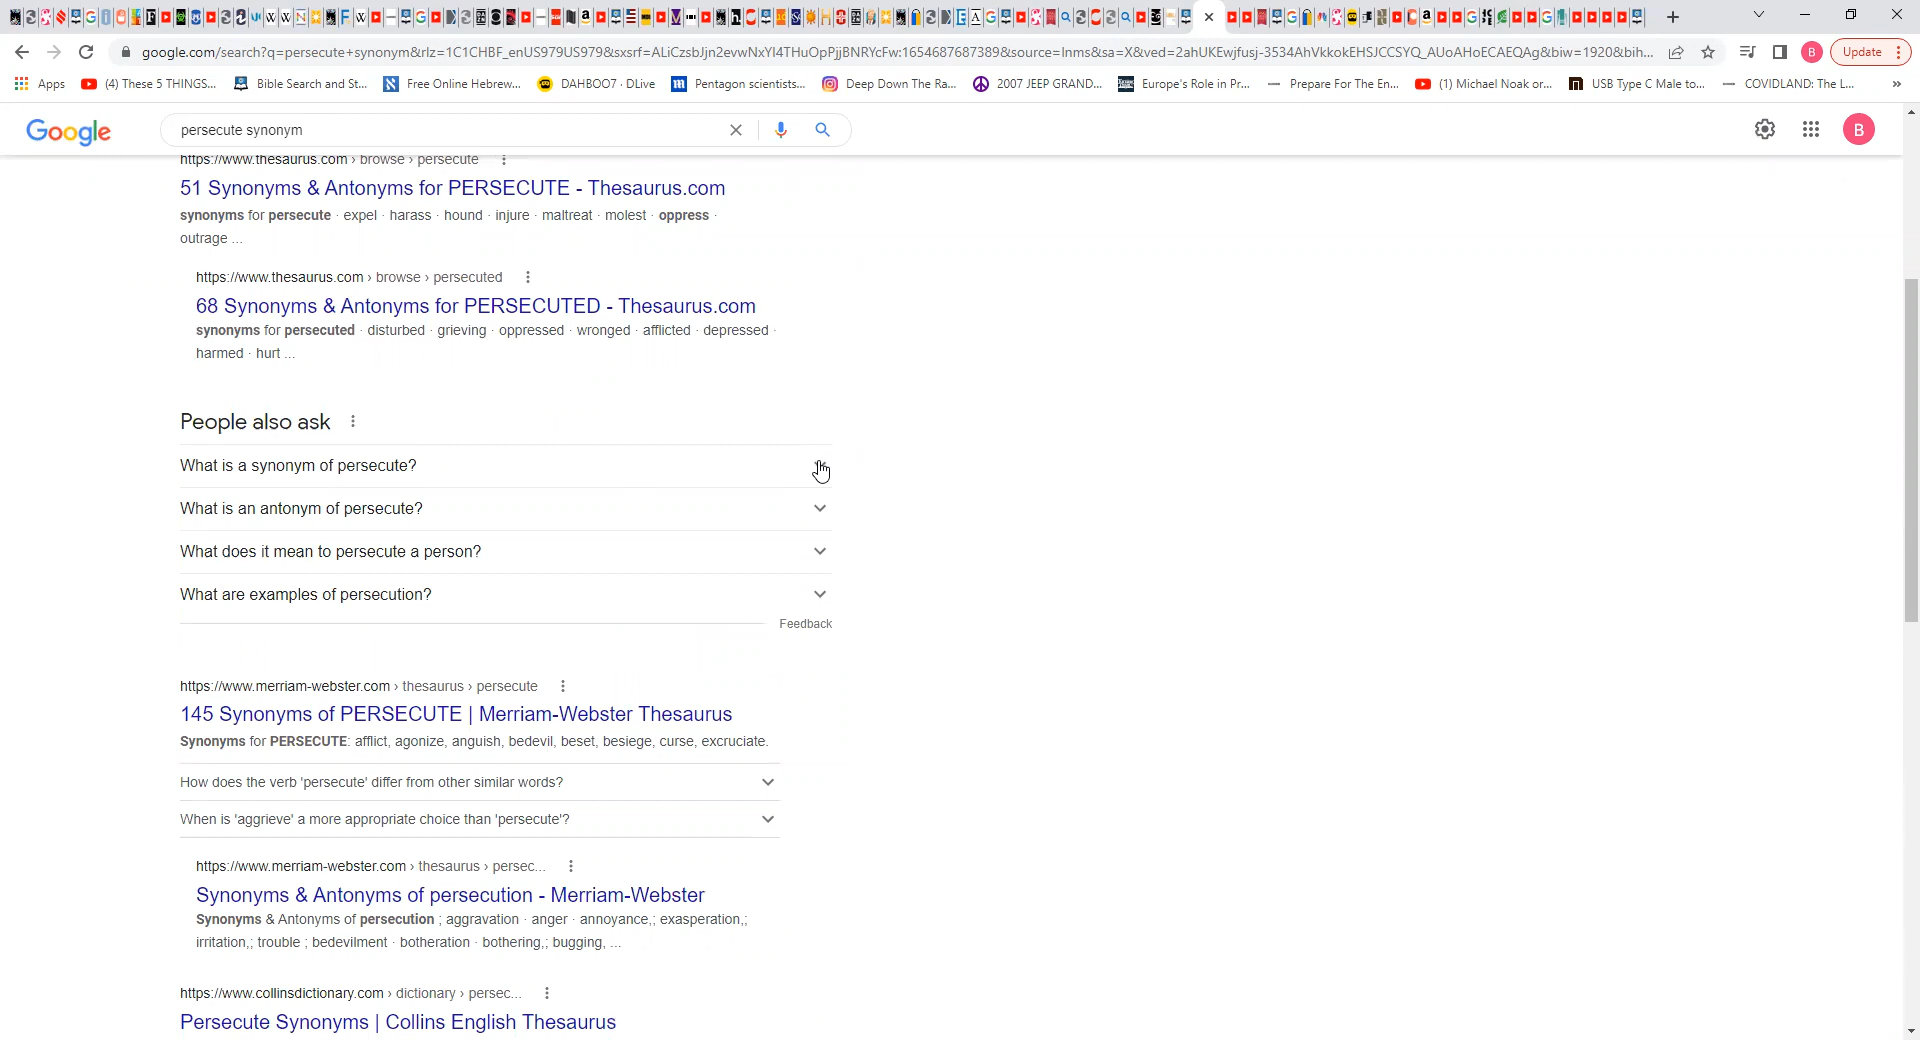 google.com/search?q=persecute+synonym&rlz=1C1CHBF_enUS979US979&sxsrf=
Update
Apps
(4) These 5 THINGS...
Bible Search and St...
Free Online Hebrew...
DAHBOO7 · DLive
Pentagon scientists...
Deep Down The Ra...
2007 JEEP GRAND...
Europe's Role in Pr...
Prepare For The En...
(1) Michael Noak or...
USB Type C Male to...
COVIDLAND: The L...
»
Google
persecute synonym
B
https://www.thesaurus.com › browse › persecute
51 Synonyms & Antonyms for PERSECUTE - Thesaurus.com
synonyms for persecute · expel · harass · hound · injure · maltreat · molest · oppress ·
outrage ...
https://www.thesaurus.com › browse › persecuted
68 Synonyms & Antonyms for PERSECUTED - Thesaurus.com
synonyms for persecuted · disturbed · grieving · oppressed · wronged · afflicted · depressed ·
harmed · hurt ...
People also ask
What is a synonym of persecute?
What is an antonym of persecute?
What does it mean to persecute a person?
What are examples of persecution?
Feedback
https://www.merriam-webster.com › thesaurus › persecute
145 Synonyms of PERSECUTE | Merriam-Webster Thesaurus
Synonyms for PERSECUTE: afflict, agonize, anguish, bedevil, beset, besiege, curse, excruciate.
How does the verb 'persecute' differ from other similar words?
When is 'aggrieve' a more appropriate choice than 'persecute'?
https://www.merriam-webster.com › thesaurus › persec...
Synonyms & Antonyms of persecution - Merriam-Webster
Synonyms & Antonyms of persecution ; aggravation · anger · annoyance,; exasperation,;
irritation,; trouble ; bedevilment · botheration · bothering,; bugging, ...
https://www.collinsdictionary.com › dictionary › persec...
Persecute Synonyms | Collins English Thesaurus